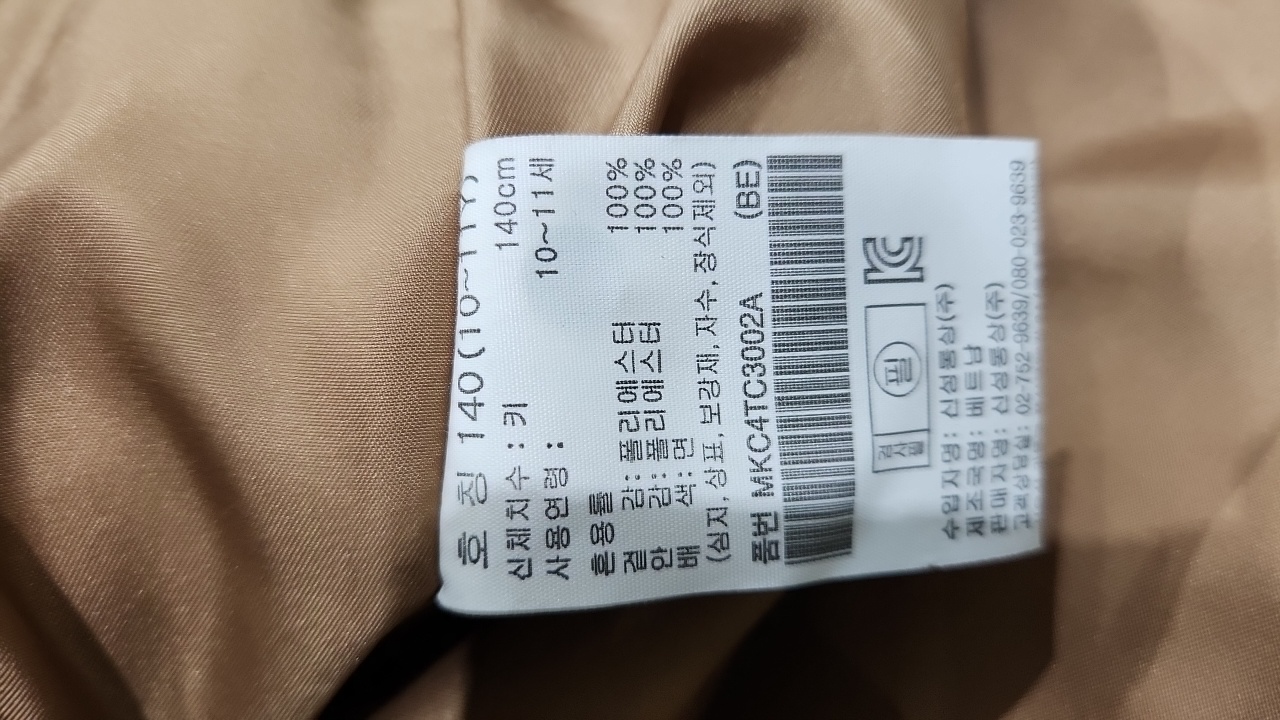 호 칭 140(10~11Y)
신체치수 : 키 140cm
사용연령 : 10~11세
혼용률
겉 감: 폴리에스터 100%
안 감: 폴리에스터 100%
배 색: 면 100%
(심지,상표,보강재,자수,장식제외)
품번 MKC4TC3002A (BE)
검사필 필
수입자명: 신성통상(주)
제조국명: 베트남
판매자명: 신성통상(주)
고객상담실: 02-752-9639/080-023-9639